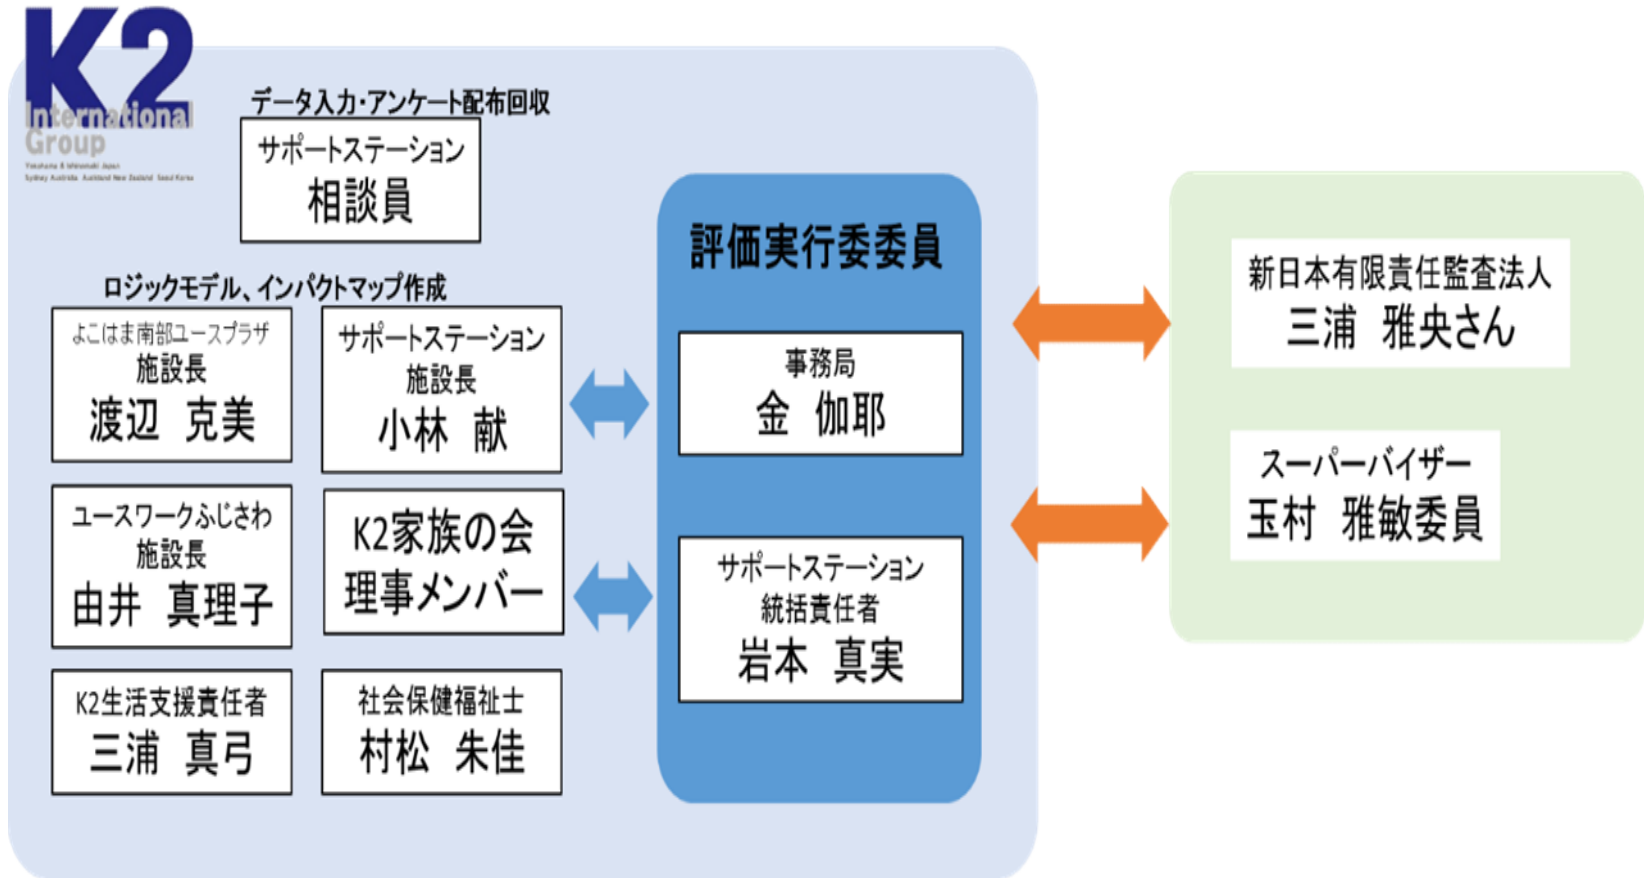 K2
International
Group
Yokohama & Ishinomaki Japan
Sydney Australia Auckland New Zealand Seoul Korea
データ入力・アンケート配布回収
サポートステーション
相談員
ロジックモデル、インパクトマップ作成
よこはま南部ユースプラザ
施設長
渡辺 克美
サポートステーション
施設長
小林 献
ユースワークふじさわ
施設長
由井 真理子
K2家族の会
理事メンバー
K2生活支援責任者
三浦 真弓
社会保健福祉士
村松 朱佳
評価実行委委員
事務局
金 伽耶
サポートステーション
統括責任者
岩本 真実
新日本有限責任監査法人
三浦 雅央さん
スーパーバイザー
玉村 雅敏委員